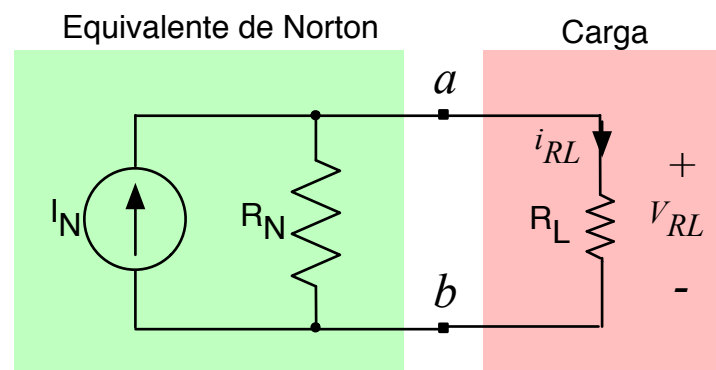 Equivalente de Norton
Carga
a
i_RL
+
I_N
R_N
R_L
V_RL
b
-